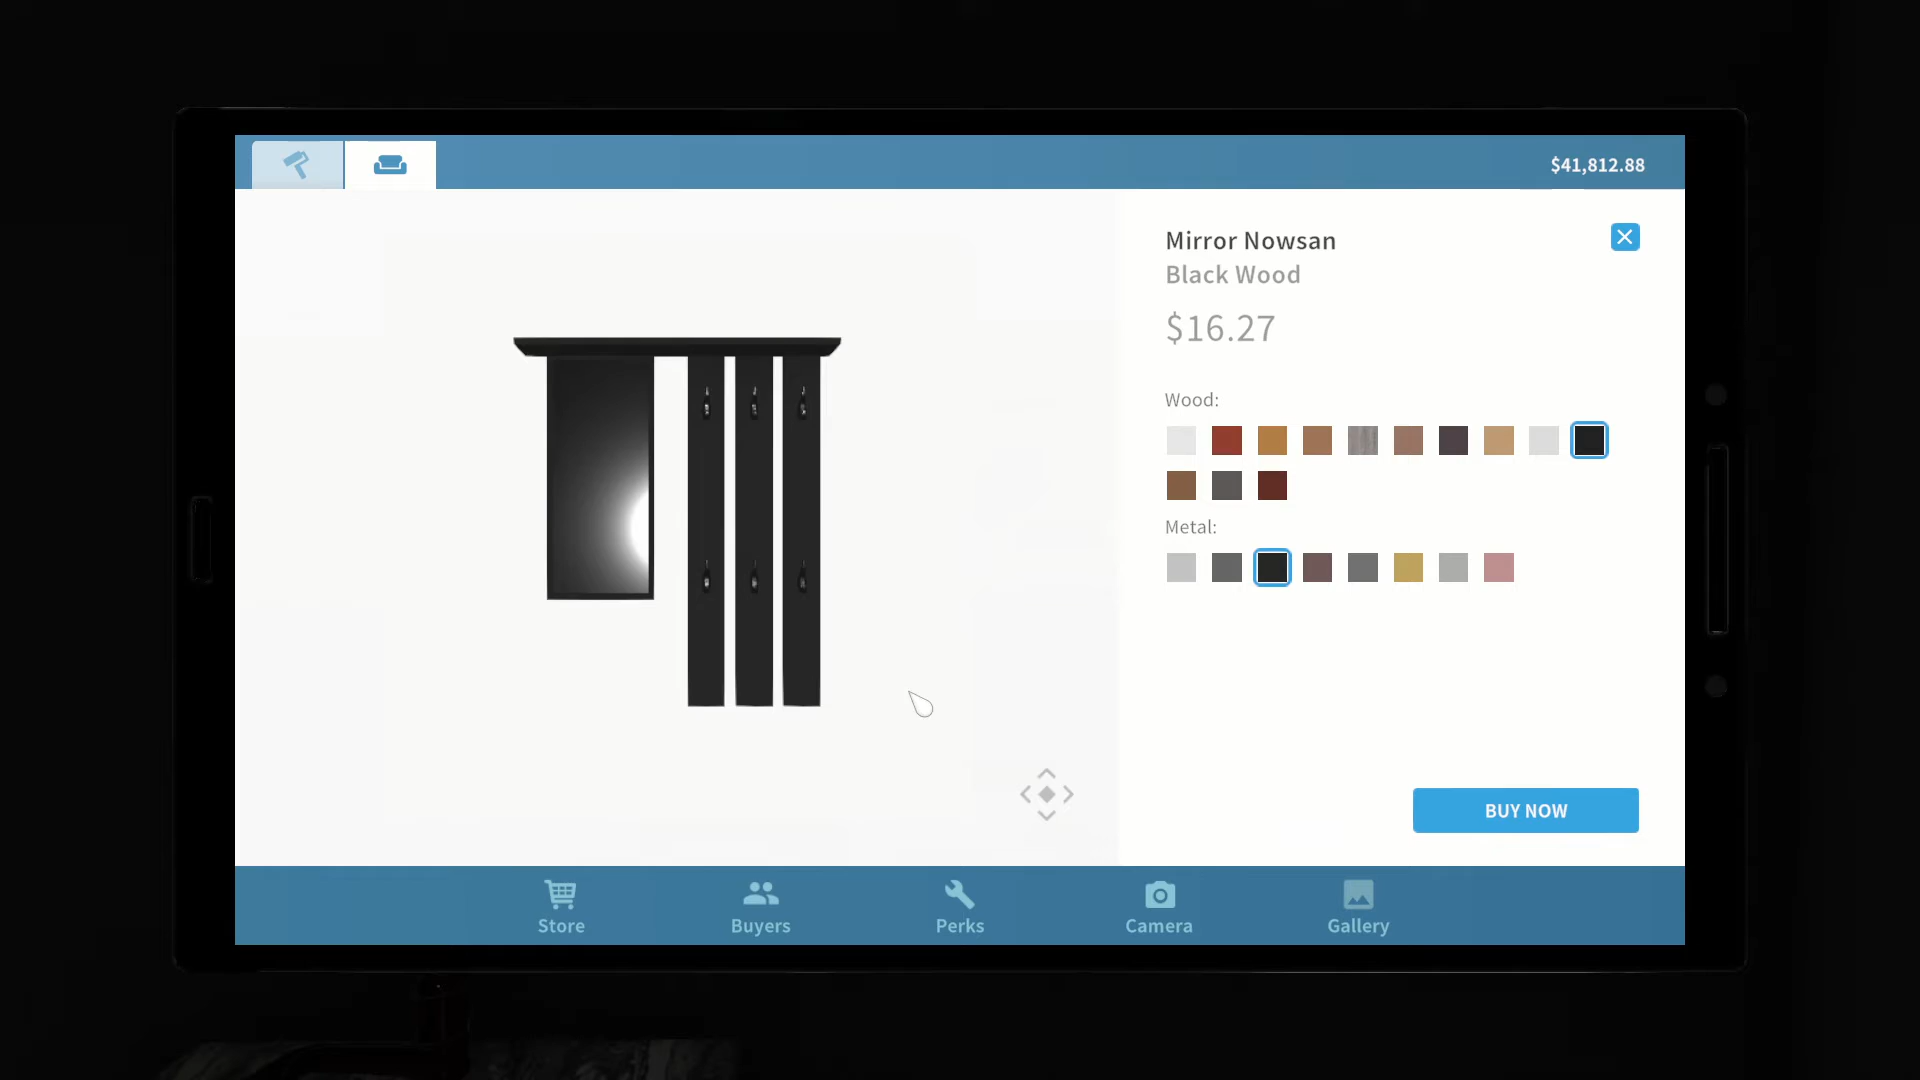 $41,812.88
Mirror Nowsan
Black Wood
$16.27
Wood:
Metal:
BUY NOW
Store
Buyers
Perks
Camera
Gallery